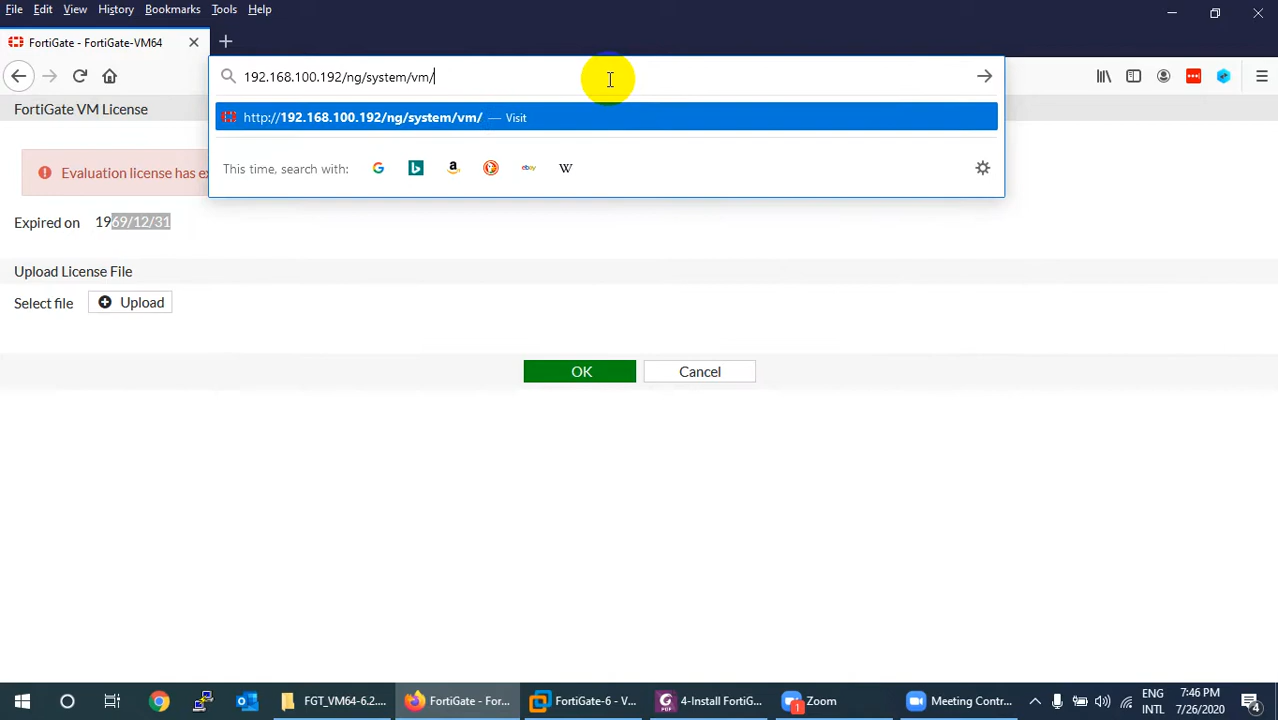 File Edit View History Bookmarks Tools Help
FortiGate - FortiGate-VM64
192.168.100.192/ng/system/vm/
http://192.168.100.192/ng/system/vm/ — Visit
This time, search with:
FortiGate VM License
Evaluation license has ex
Expired on 1969/12/31
Upload License File
Select file Upload
OK Cancel
FGT_VM64-6.2.... FortiGate - For... FortiGate-6 - V... 4-Install FortiG... Zoom Meeting Contr...
ENG
INTL
7:46 PM
7/26/2020